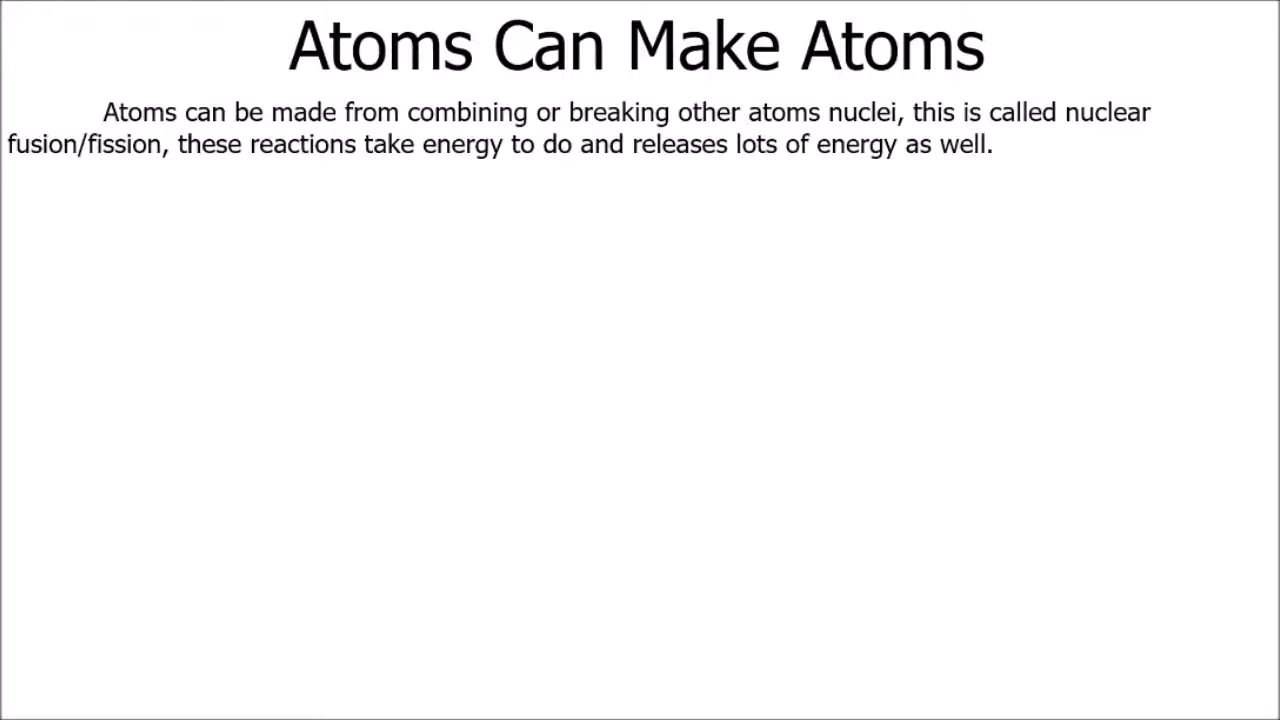 Atoms Can Make Atoms
Atoms can be made from combining or breaking other atoms nuclei, this is called nuclear
fusion/fission, these reactions take energy to do and releases lots of energy as well.